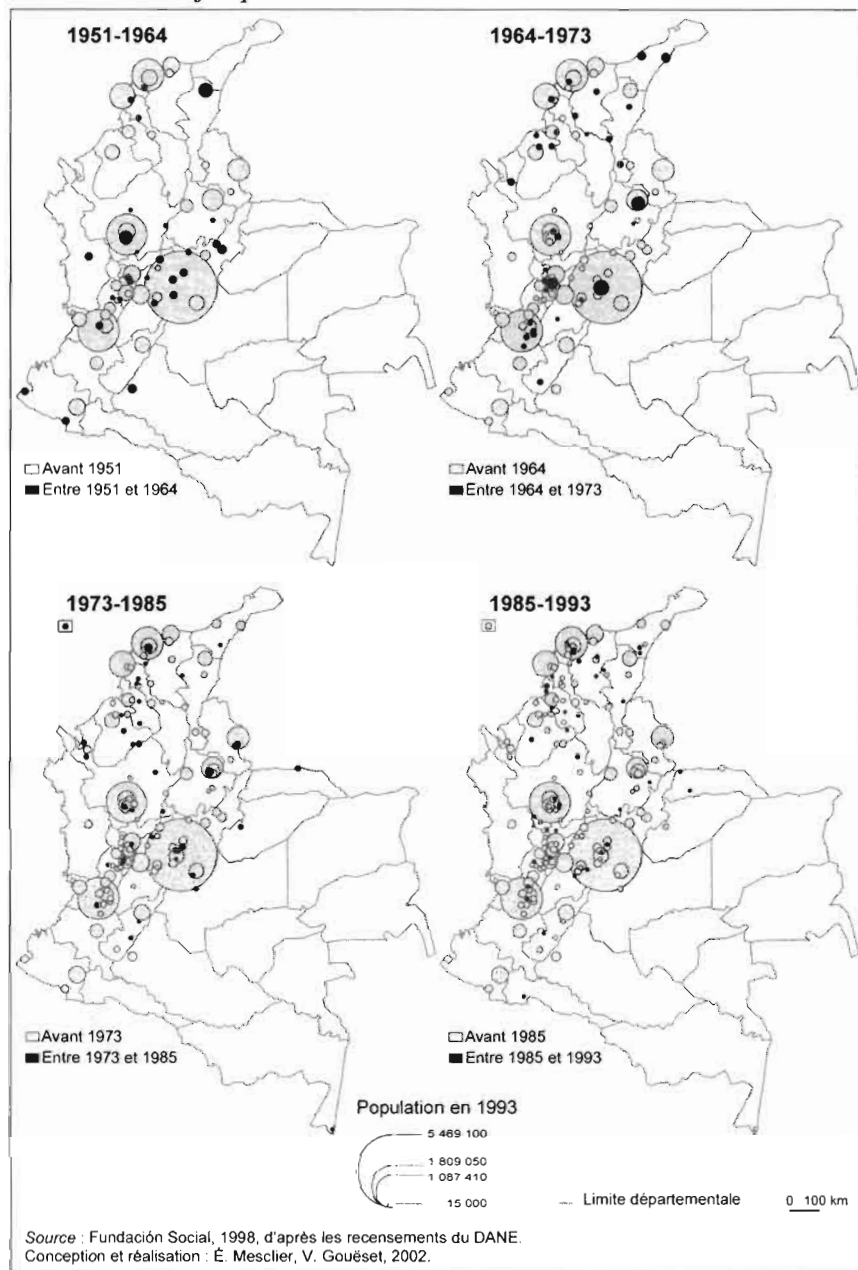 1951-1964
1964-1973
Avant 1951
Entre 1951 et 1964
Avant 1964
Entre 1964 et 1973
1973-1985
1985-1993
Avant 1973
Entre 1973 et 1985
Avant 1985
Entre 1985 et 1993
Population en 1993
5 469 100
1 809 050
1 087 410
15 000
Limite départementale
0 100 km
Source : Fundación Social, 1998, d'après les recensements du DANE.
Conception et réalisation : É. Mesclier, V. Gouëset, 2002.